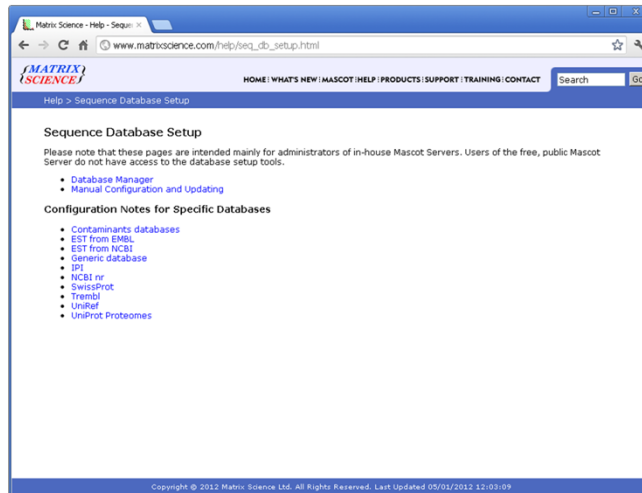 Matrix Science - Help - Seque
www.matrixscience.com/help/seq_db_setup.html
MATRIX
SCIENCE
HOME WHAT'S NEW MASCOT HELP PRODUCTS SUPPORT TRAINING CONTACT
Search
Go
Help > Sequence Database Setup
Sequence Database Setup
Please note that these pages are intended mainly for administrators of in-house Mascot Servers. Users of the free, public Mascot
Server do not have access to the database setup tools.
Database Manager
Manual Configuration and Updating
Configuration Notes for Specific Databases
Contaminants databases
EST from EMBL
EST from NCBI
Generic database
IPI
NCBI nr
SwissProt
Trembl
UniRef
UniProt Proteomes
Copyright © 2012 Matrix Science Ltd. All Rights Reserved. Last Updated 05/01/2012 12:03:09